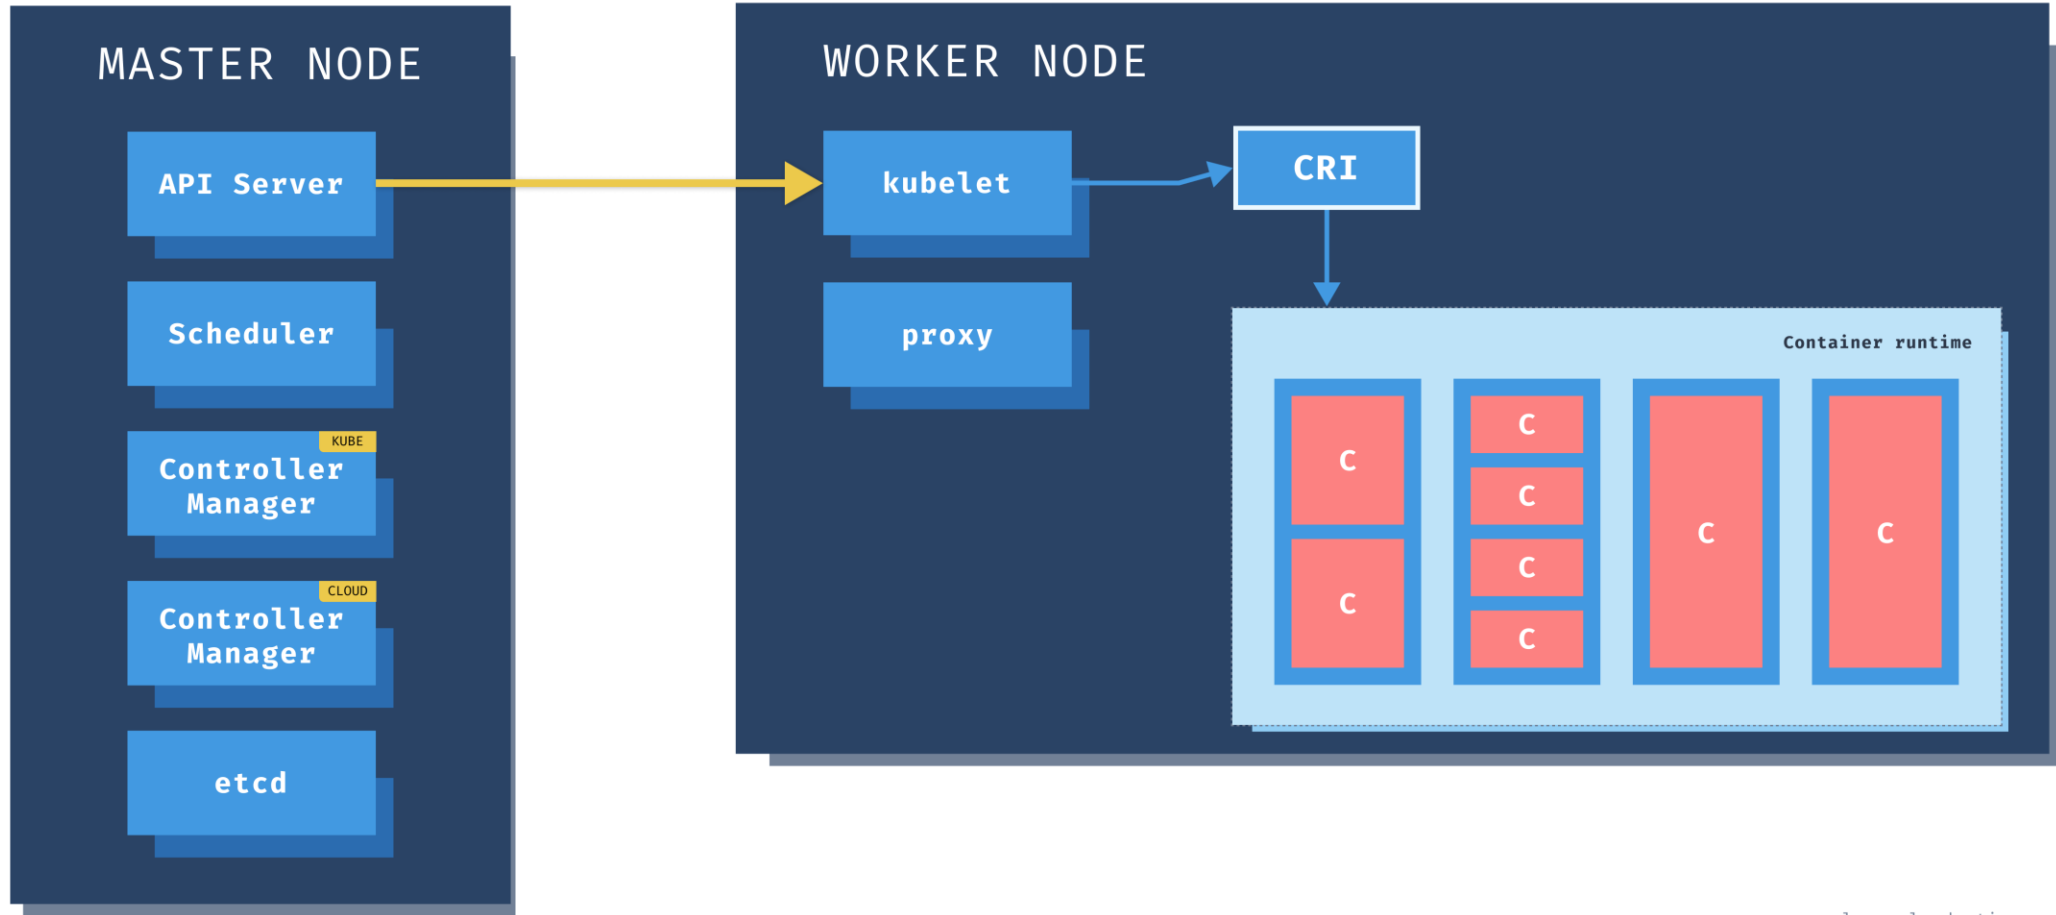 MASTER NODE
API Server
Scheduler
KUBE
Controller
Manager
CLOUD
Controller
Manager
etcd
WORKER NODE
kubelet
proxy
CRI
Container runtime
C
C
C
C
C
C
C
C